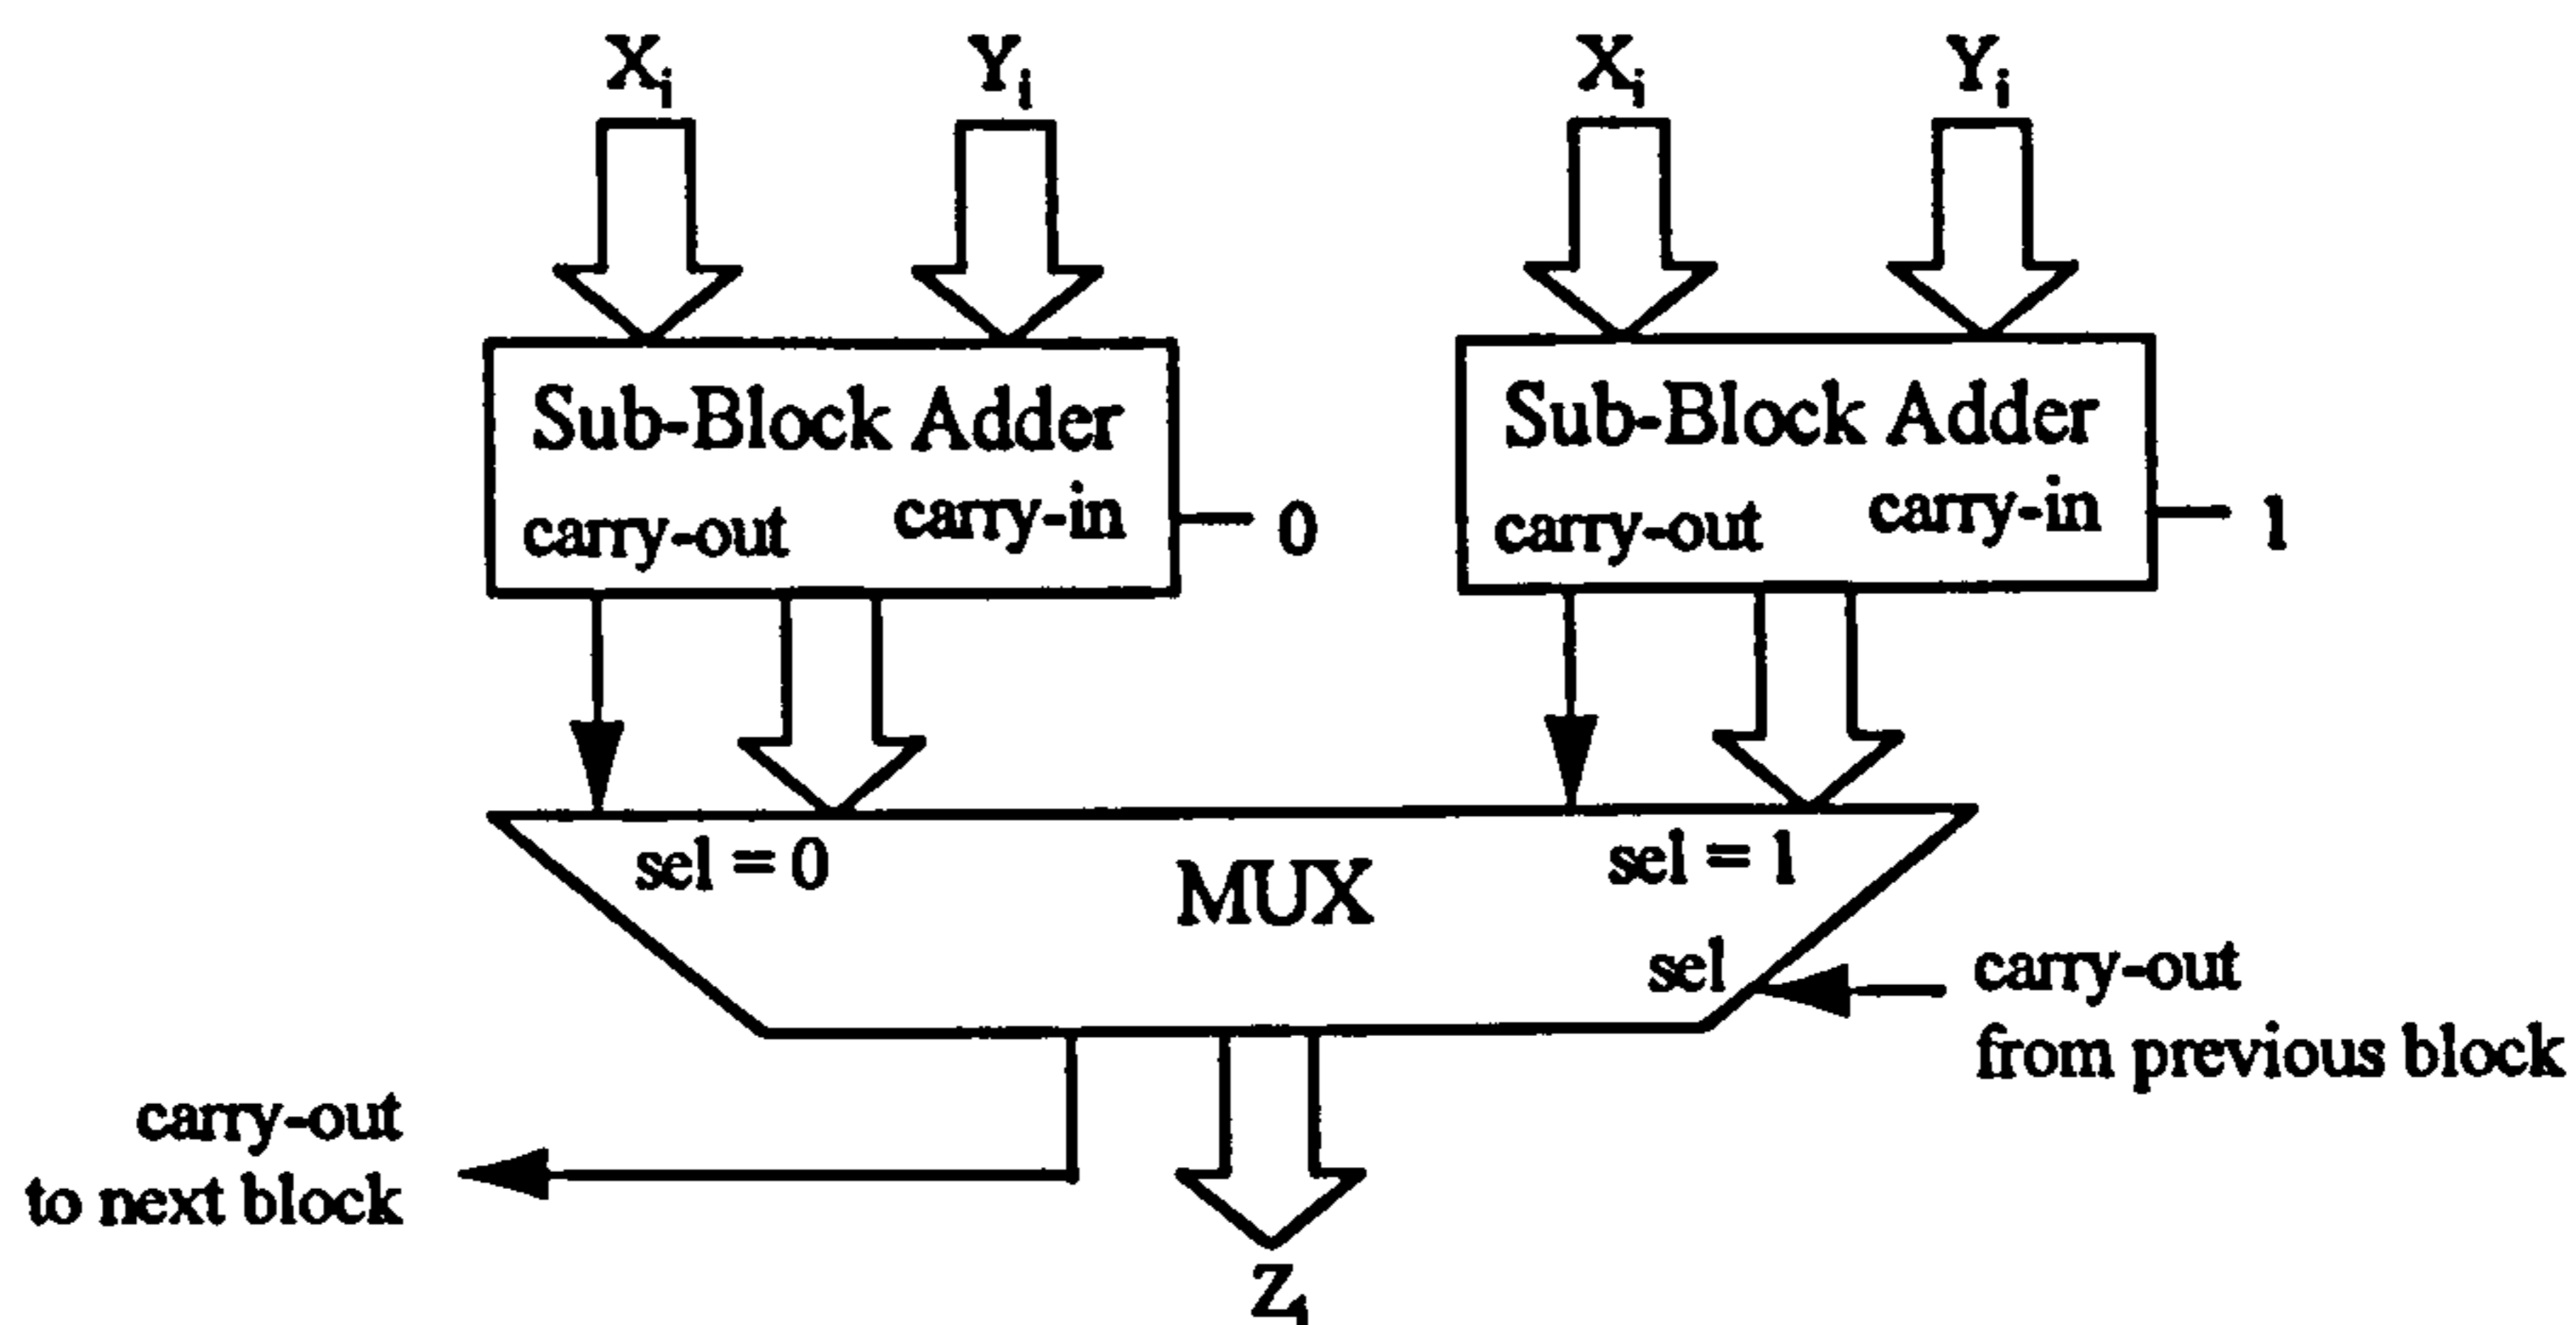 Xi
Yi
Xi
Yi
Sub-Block Adder
carry-in
carry-out
0
Sub-Block Adder
carry-in
carry-out
1
sel = 0
MUX
sel = 1
sel
carry-out
from previous block
carry-out
to next block
Zi